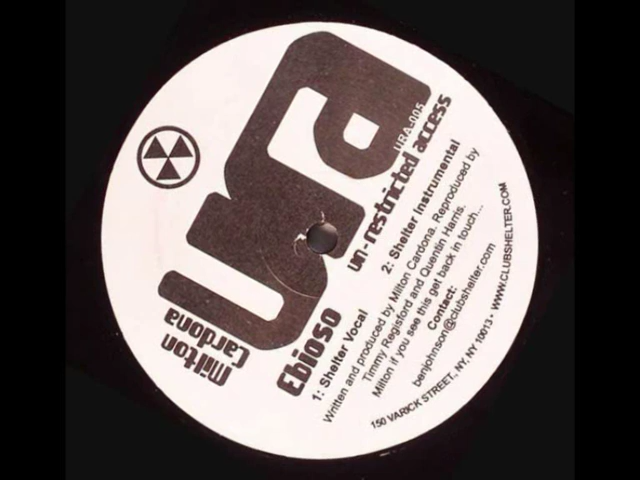 ura
URA-005
un-restricted access
Milton
Cardona
Ebioso
1: Shelter Vocal
2: Shelter Instrumental
Written and produced by Milton Cardona. Reproduced by
Timmy Regisford and Quentin Harris.
Milton if you see this get back in touch...
Contact:
benjohnson@clubshelter.com
150 VARICK STREET, NY, NY 10013 • WWW.CLUBSHELTER.COM